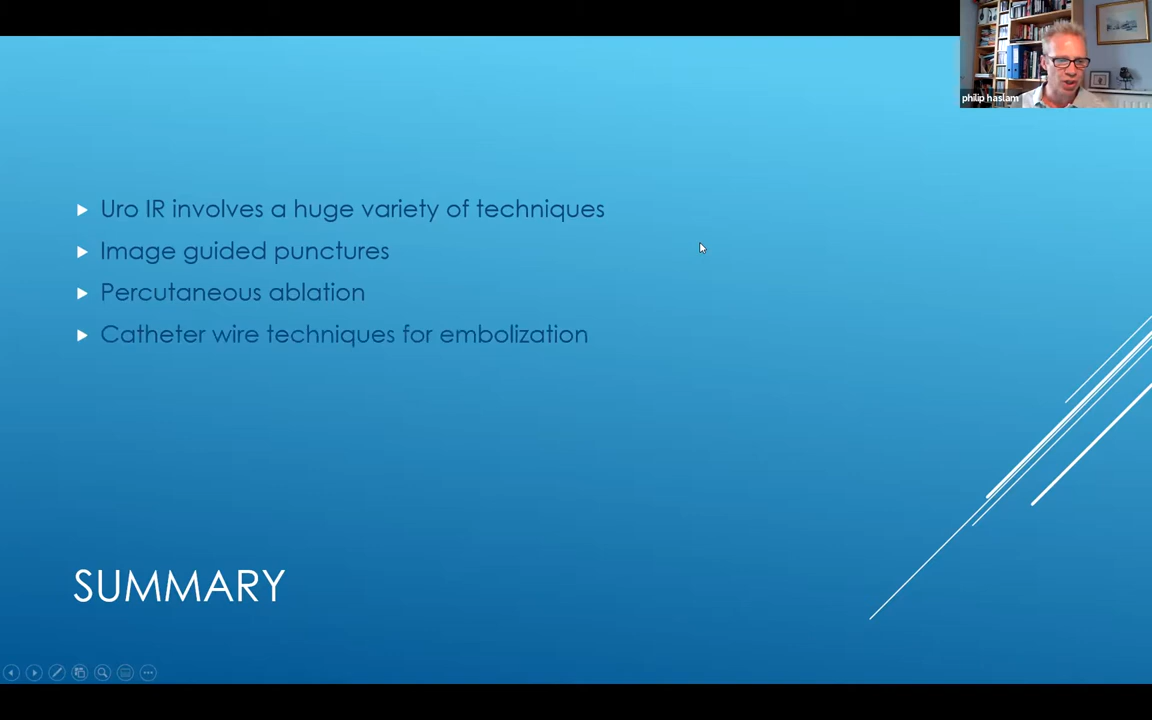 philip haslam
Uro IR involves a huge variety of techniques
Image guided punctures
Percutaneous ablation
Catheter wire techniques for embolization
SUMMARY